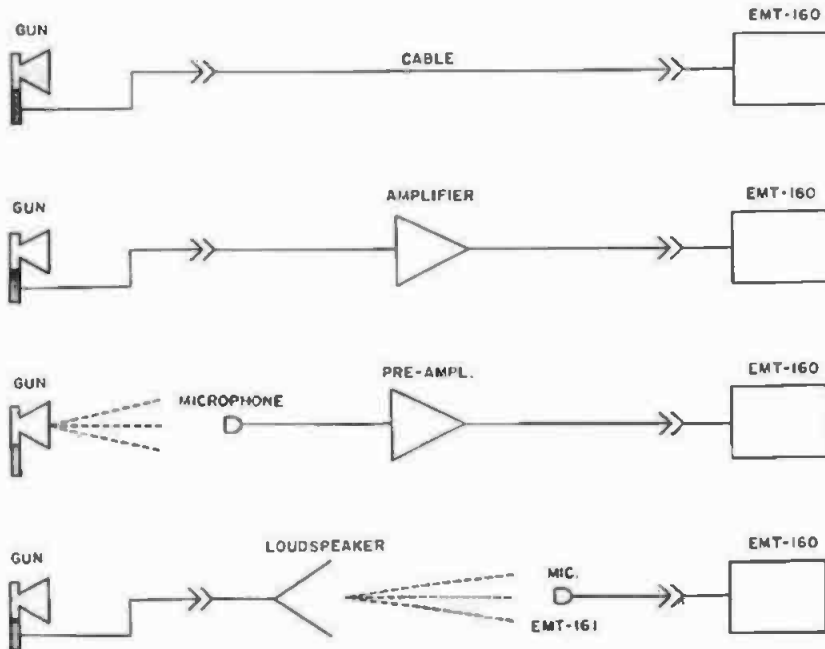 GUN
EMT-160
CABLE
GUN
AMPLIFIER
EMT-160
GUN
MICROPHONE
PRE-AMPL.
EMT-160
GUN
LOUDSPEAKER
MIC.
EMT-160
EMT-161